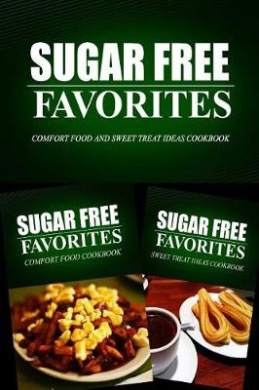 SUGAR FREE
FAVORITES
COMFORT FOOD AND SWEET TREAT IDEAS COOKBOOK
SUGAR FREE
FAVORITES
COMFORT FOOD COOKBOOK
SUGAR FREE
FAVORITES
SWEET TREAT IDEAS COOKBOOK